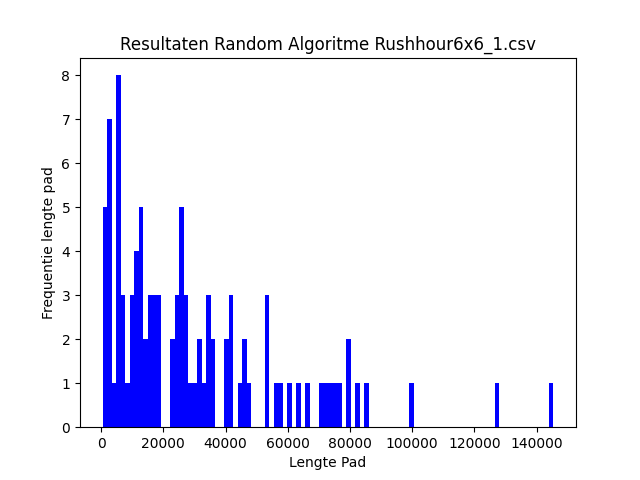 Resultaten Random Algoritme Rushhour6x6_1.csv
8
7
6
5
4
3
2
1
0
Frequentie lengte pad
0 20000 40000 60000 80000 100000 120000 140000
Lengte Pad